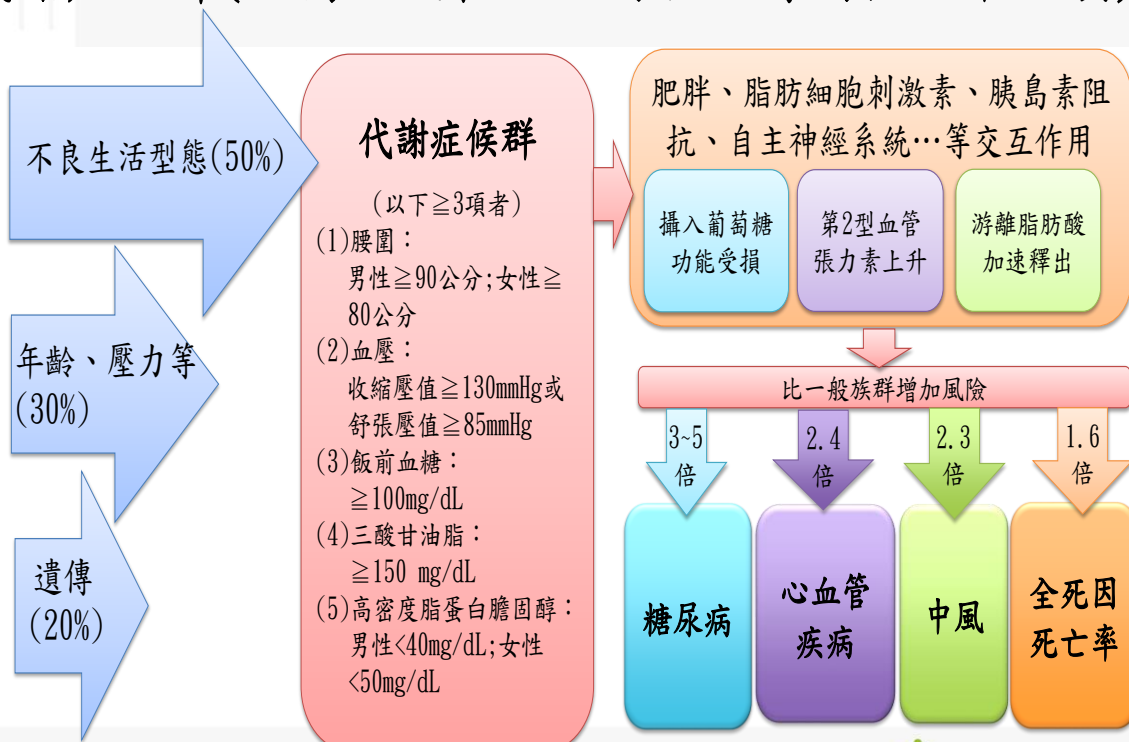 不良生活型態(50%)
年齡、壓力等
(30%)
遺傳
(20%)
代謝症候群
(以下≧3項者)
(1)腰圍：
男性≧90公分;女性≧
80公分
(2)血壓：
收縮壓值≧130mmHg或
舒張壓值≧85mmHg
(3)飯前血糖：
≧100mg/dL
(4)三酸甘油脂：
≧150 mg/dL
(5)高密度脂蛋白膽固醇：
男性<40mg/dL;女性
<50mg/dL
肥胖、脂肪細胞刺激素、胰島素阻
抗、自主神經系統…等交互作用
攝入葡萄糖
功能受損
第2型血管
張力素上升
游離脂肪酸
加速釋出
比一般族群增加風險
3~5
倍
2.4
倍
2.3
倍
1.6
倍
糖尿病
心血管
疾病
中風
全死因
死亡率